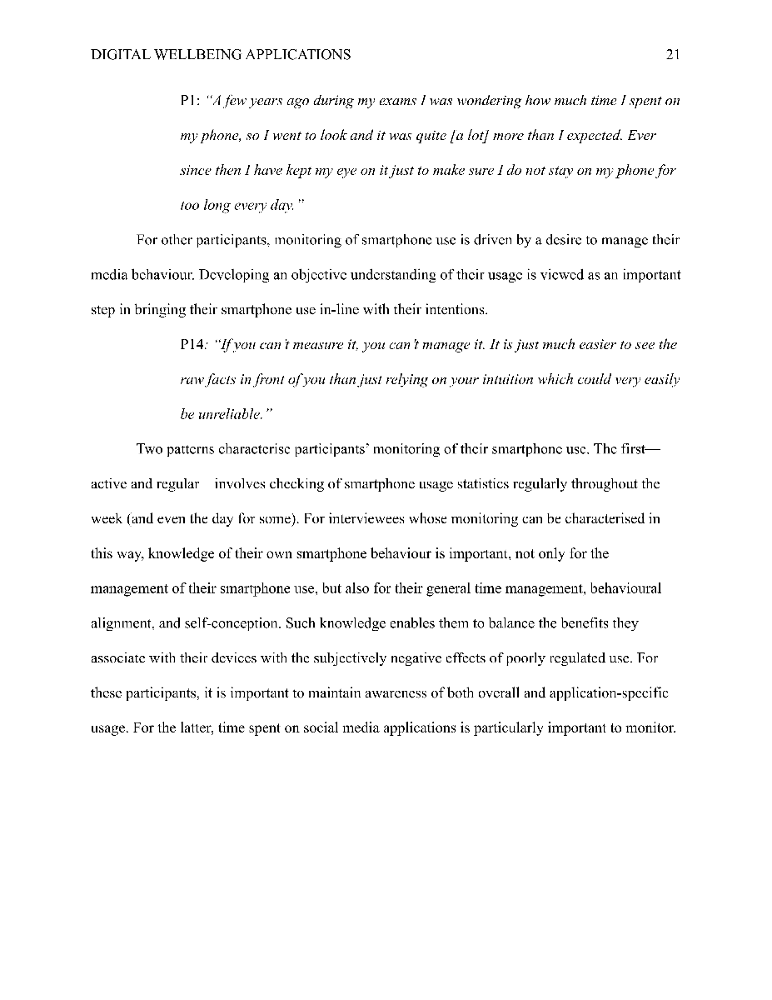 DIGITAL WELLBEING APPLICATIONS 21
P1: “A few years ago during my exams I was wondering how much time I spent on
my phone, so I went to look and it was quite [a lot] more than I expected. Ever
since then I have kept my eye on it just to make sure I do not stay on my phone for
too long every day.”
For other participants, monitoring of smartphone use is driven by a desire to manage their
media behaviour. Developing an objective understanding of their usage is viewed as an important
step in bringing their smartphone use in-line with their intentions.
P14: “If you can’t measure it, you can’t manage it. It is just much easier to see the
raw facts in front of you than just relying on your intuition which could very easily
be unreliable.”
Two patterns characterise participants’ monitoring of their smartphone use. The first—
active and regular—involves checking of smartphone usage statistics regularly throughout the
week (and even the day for some). For interviewees whose monitoring can be characterised in
this way, knowledge of their own smartphone behaviour is important, not only for the
management of their smartphone use, but also for their general time management, behavioural
alignment, and self-conception. Such knowledge enables them to balance the benefits they
associate with their devices with the subjectively negative effects of poorly regulated use. For
these participants, it is important to maintain awareness of both overall and application-specific
usage. For the latter, time spent on social media applications is particularly important to monitor.